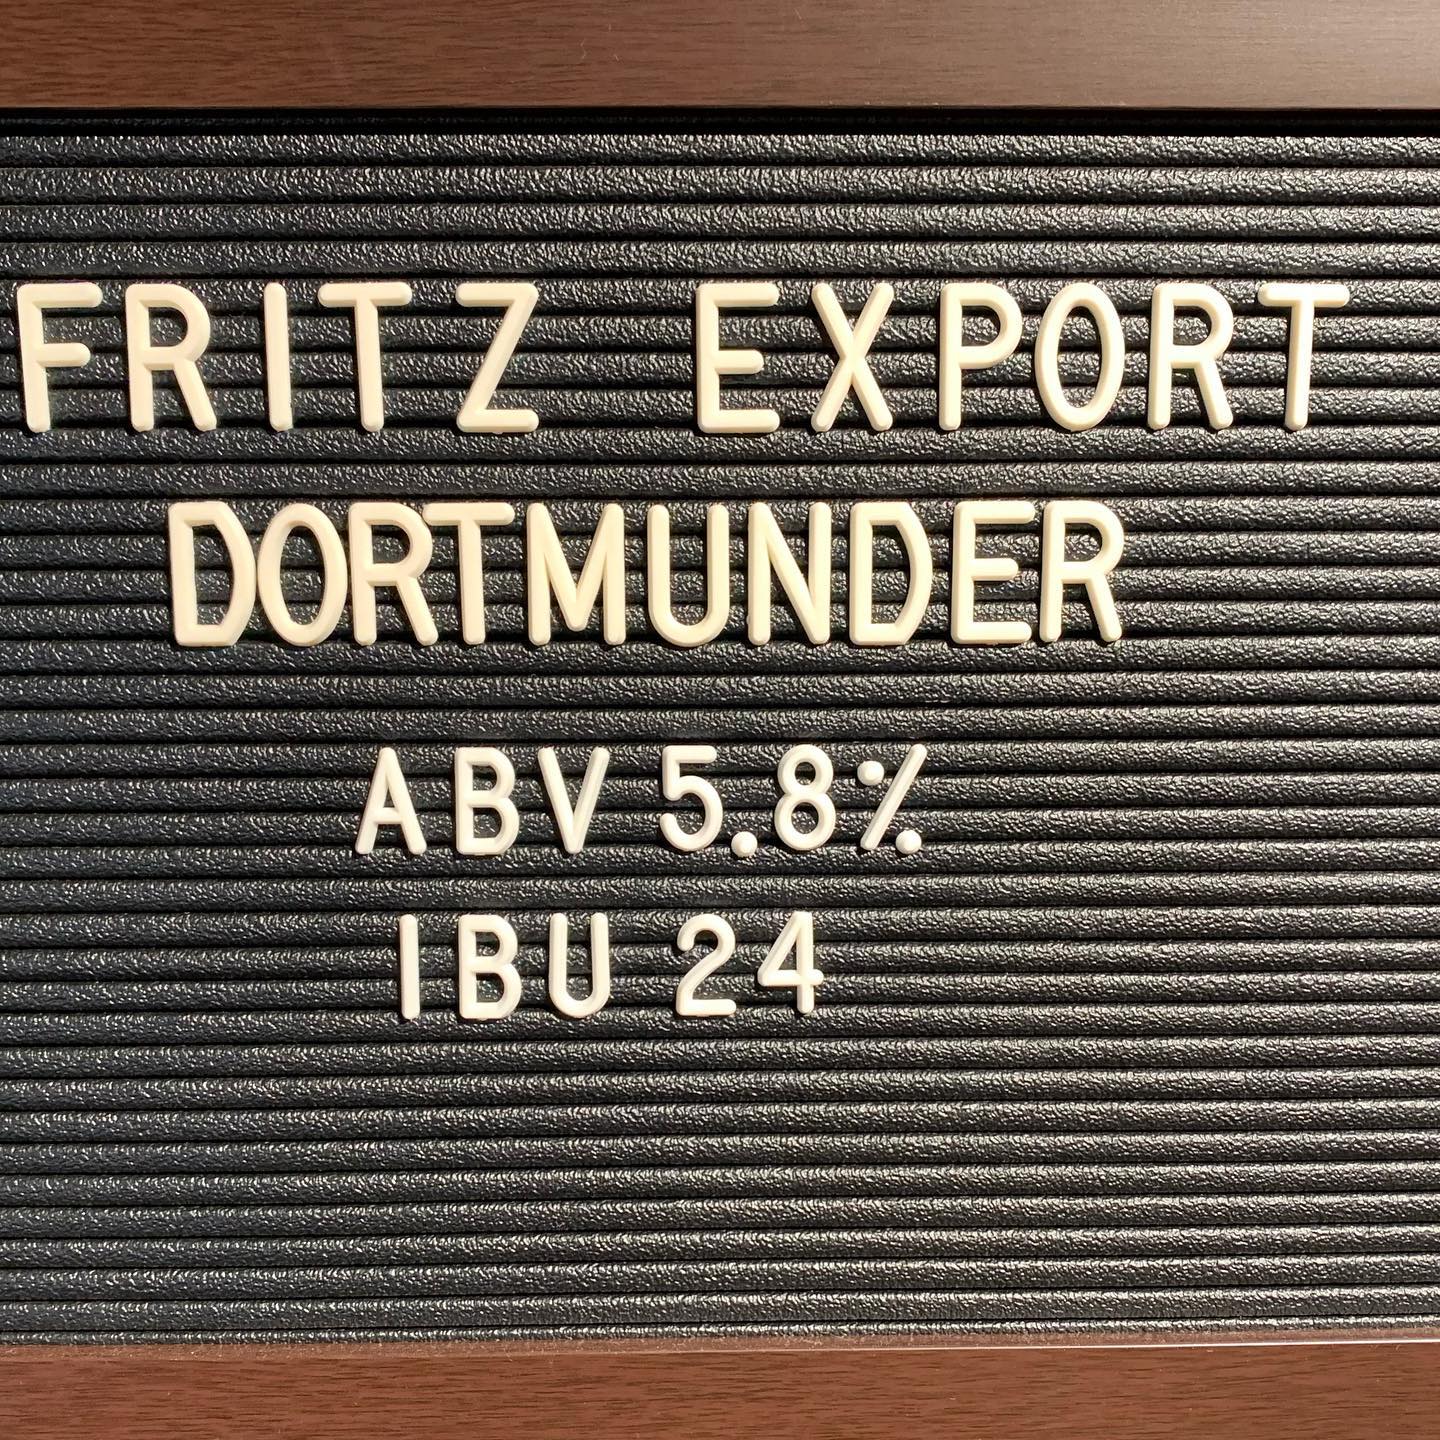 FRITZ EXPORT
DORTMUNDER
ABV 5.8%
IBU 24